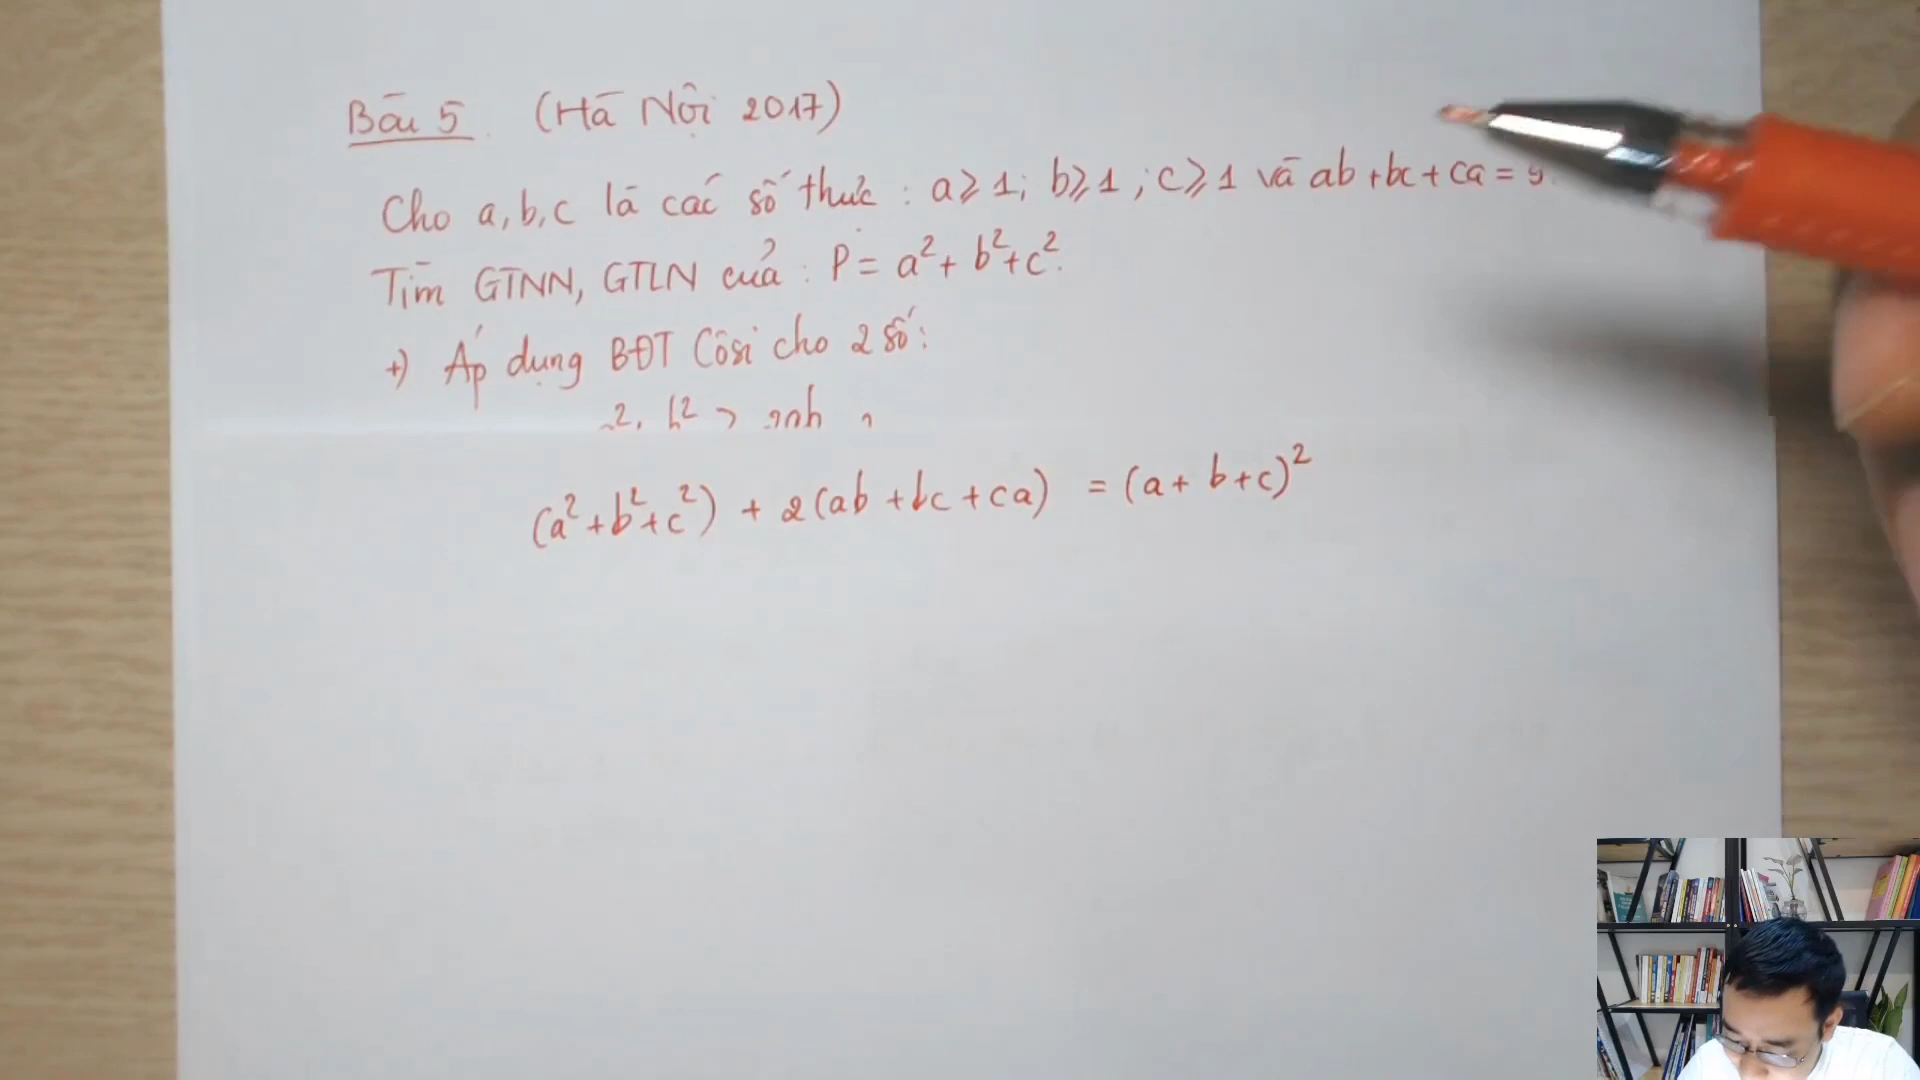 Bài 5 (Hà Nội 2017)
Cho a, b, c là các số thực : a ⩾ 1; b ⩾ 1 ; c ⩾ 1 và ab + bc + ca = 9.
Tìm GTNN, GTLN của : P = a² + b² + c².
+) Áp dụng BĐT Côsi cho 2 số :
(a² + b² + c²) + 2(ab + bc + ca) = (a + b + c)²